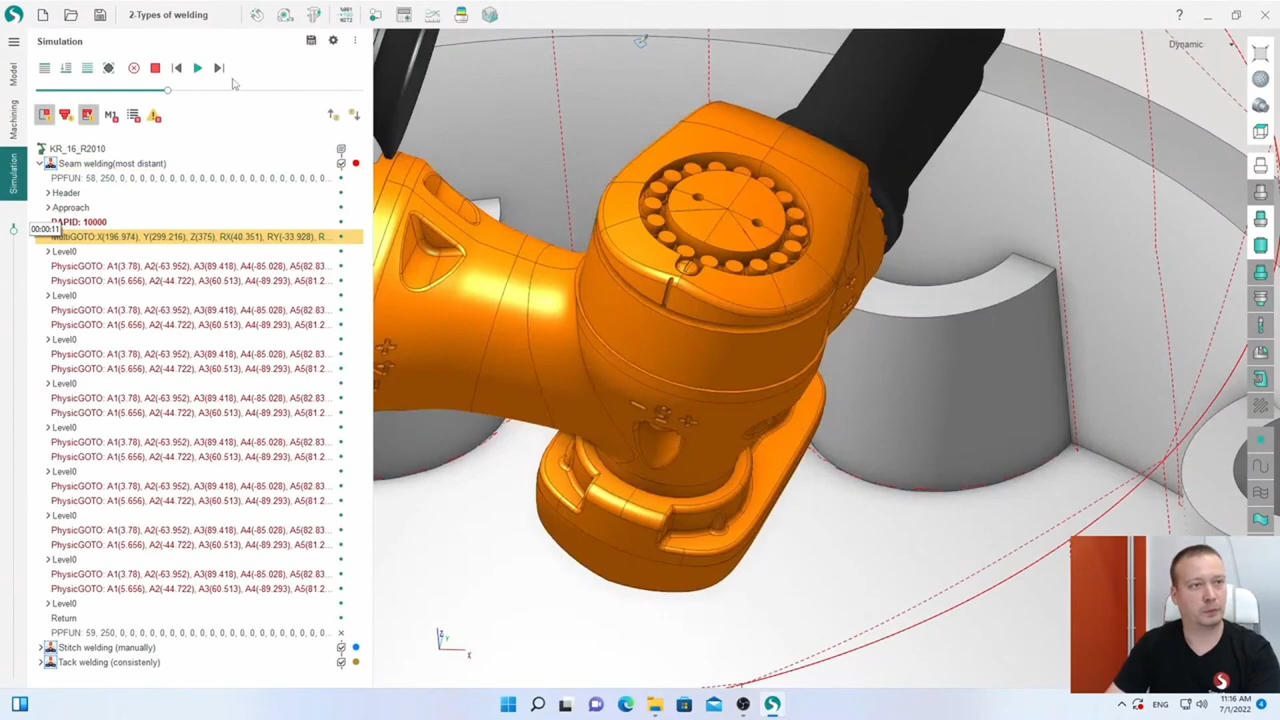 2-Types of welding
?
Simulation
Dynamic
Model
Machining
Simulation
KR_16_R2010
Seam welding(most distant)
PPFUN: 58, 250, 0, 0, 0, 0, 0, 0, 0, 0, 0, 0, 0, 0...
Header
Approach
RAPID: 10000
00:00:11
MultiGOTO:X(196.974), Y(299.216), Z(375), RX(40.351), RY(-33.928), R...
Level0
PhysicGOTO: A1(3.78), A2(-63.952), A3(89.418), A4(-85.028), A5(82.83...
PhysicGOTO: A1(5.656), A2(-44.722), A3(60.513), A4(-89.293), A5(81.2...
Level0
PhysicGOTO: A1(3.78), A2(-63.952), A3(89.418), A4(-85.028), A5(82.83...
PhysicGOTO: A1(5.656), A2(-44.722), A3(60.513), A4(-89.293), A5(81.2...
Level0
PhysicGOTO: A1(3.78), A2(-63.952), A3(89.418), A4(-85.028), A5(82.83...
PhysicGOTO: A1(5.656), A2(-44.722), A3(60.513), A4(-89.293), A5(81.2...
Level0
PhysicGOTO: A1(3.78), A2(-63.952), A3(89.418), A4(-85.028), A5(82.83...
PhysicGOTO: A1(5.656), A2(-44.722), A3(60.513), A4(-89.293), A5(81.2...
Level0
PhysicGOTO: A1(3.78), A2(-63.952), A3(89.418), A4(-85.028), A5(82.83...
PhysicGOTO: A1(5.656), A2(-44.722), A3(60.513), A4(-89.293), A5(81.2...
Level0
PhysicGOTO: A1(3.78), A2(-63.952), A3(89.418), A4(-85.028), A5(82.83...
PhysicGOTO: A1(5.656), A2(-44.722), A3(60.513), A4(-89.293), A5(81.2...
Level0
PhysicGOTO: A1(3.78), A2(-63.952), A3(89.418), A4(-85.028), A5(82.83...
PhysicGOTO: A1(5.656), A2(-44.722), A3(60.513), A4(-89.293), A5(81.2...
Level0
PhysicGOTO: A1(3.78), A2(-63.952), A3(89.418), A4(-85.028), A5(82.83...
PhysicGOTO: A1(5.656), A2(-44.722), A3(60.513), A4(-89.293), A5(81.2...
Level0
Return
PPFUN: 59, 250, 0, 0, 0, 0, 0, 0, 0, 0, 0, 0, 0, 0...
Stitch welding (manually)
Tack welding (consistenly)
Z
Y
X
ENG
11:16 AM
7/1/2022